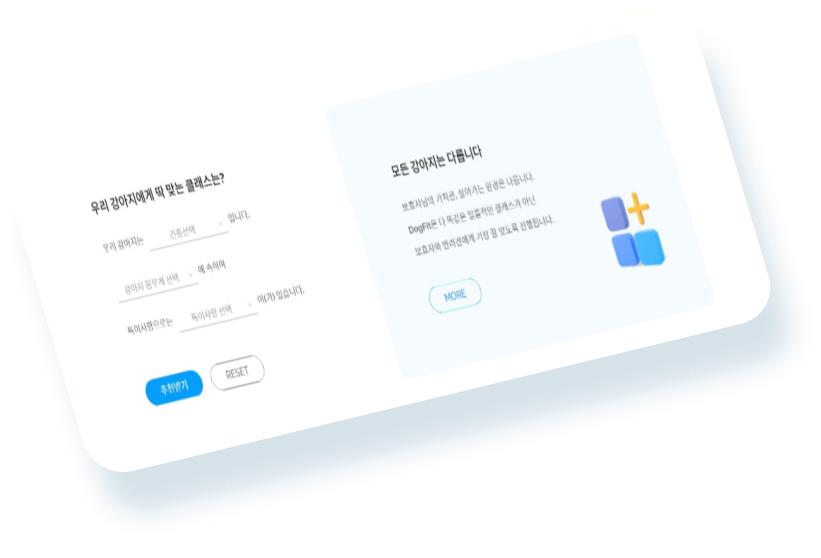 우리 강아지에게 딱 맞는 클래스는?
우리 강아지는 견종선택 입니다.
강아지 몸무게 선택 에 속하며
특이사항으로는 특이사항 선택 이(가) 있습니다.
추천받기 RESET
모든 강아지는 다릅니다
보호자님의 가치관, 살아가는 환경은 다릅니다.
DogFit은 다 똑같은 일률적인 클래스가 아닌
보호자와 반려견에게 가장 잘 맞도록 진행됩니다.
MORE